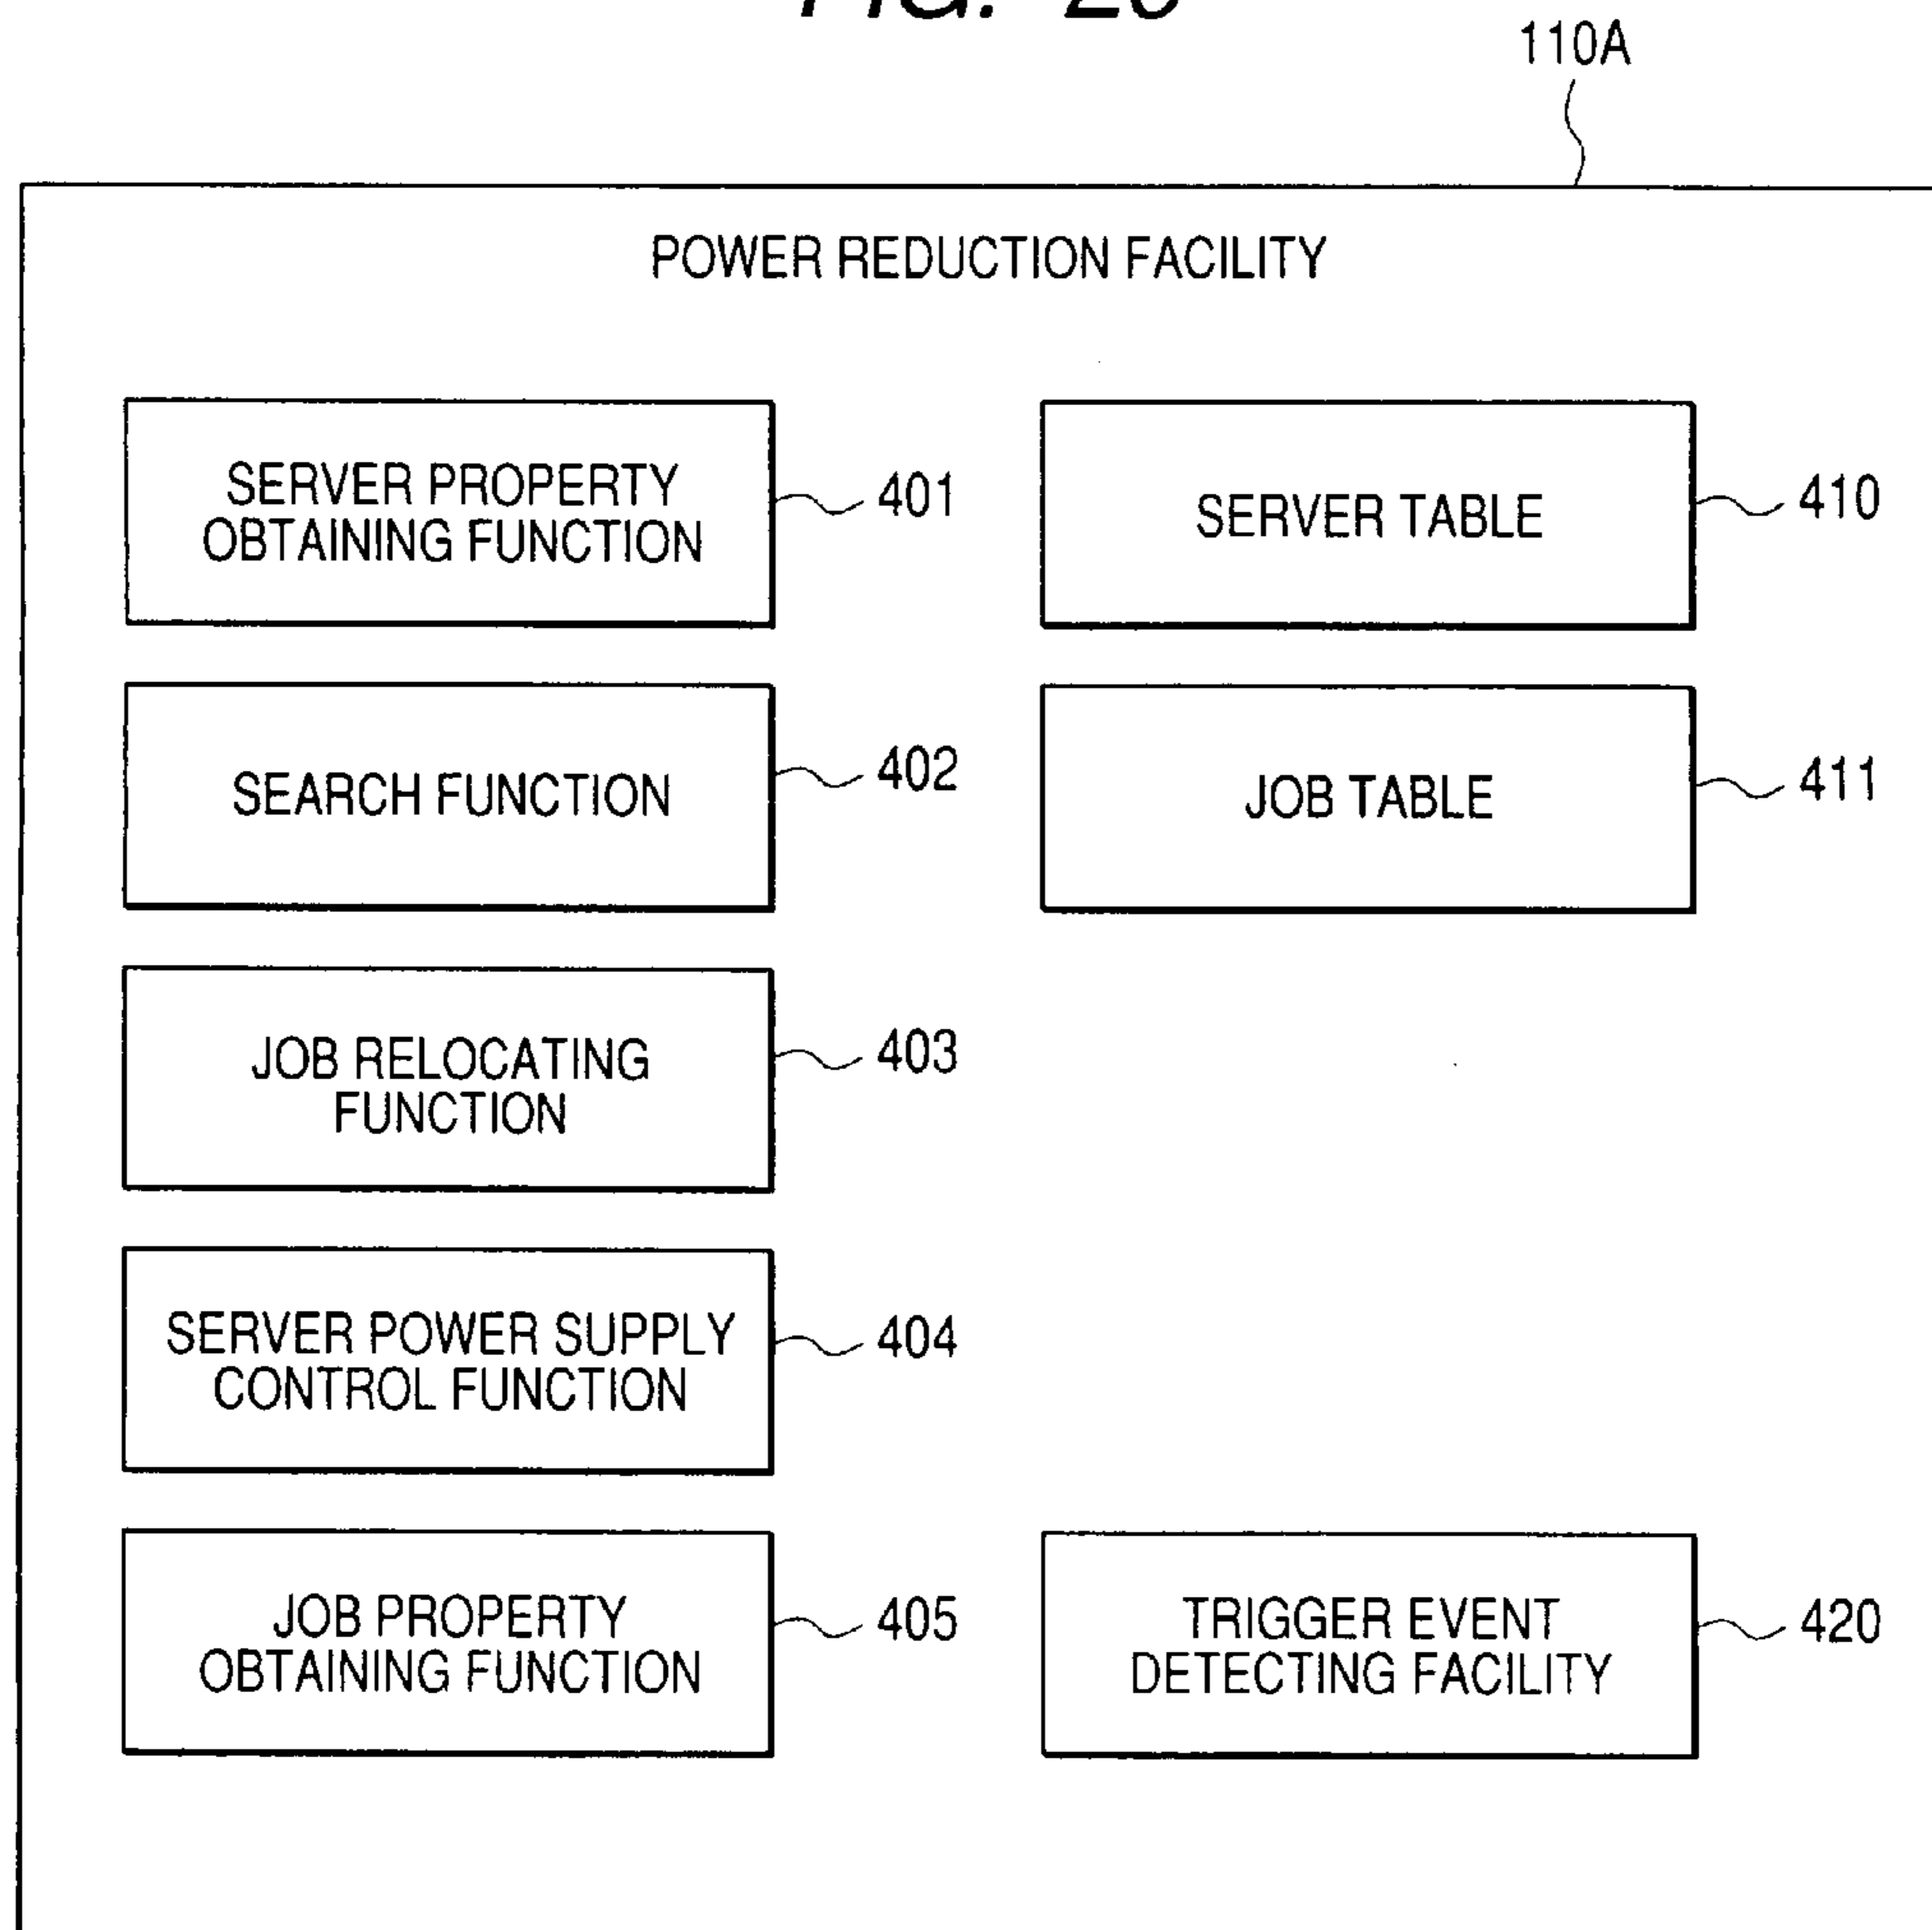 110A
POWER REDUCTION FACILITY
SERVER PROPERTY
OBTAINING FUNCTION
401
SERVER TABLE
410
SEARCH FUNCTION
402
JOB TABLE
411
JOB RELOCATING
FUNCTION
403
SERVER POWER SUPPLY
CONTROL FUNCTION
404
JOB PROPERTY
OBTAINING FUNCTION
405
TRIGGER EVENT
DETECTING FACILITY
420